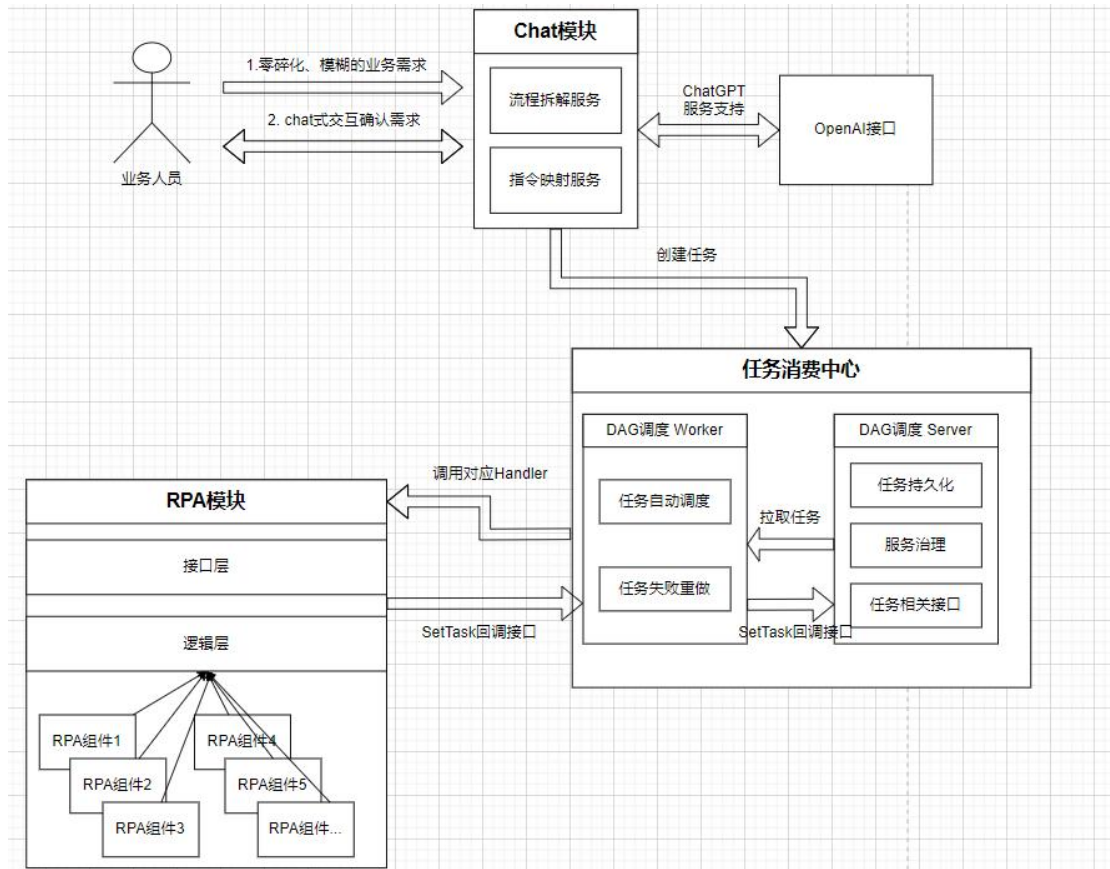 Chat模块
1.零碎化、模糊的业务需求
流程拆解服务
ChatGPT
服务支持
2. chat式交互确认需求
OpenAI接口
业务人员
指令映射服务
创建任务
任务消费中心
DAG调度 Worker
DAG调度 Server
调用对应Handler
任务自动调度
任务持久化
RPA模块
拉取任务
服务治理
接口层
任务失败重做
任务相关接口
SetTask回调接口
SetTask回调接口
逻辑层
RPA组件1
RPA组件4
RPA组件2
RPA组件5
RPA组件3
RPA组件...